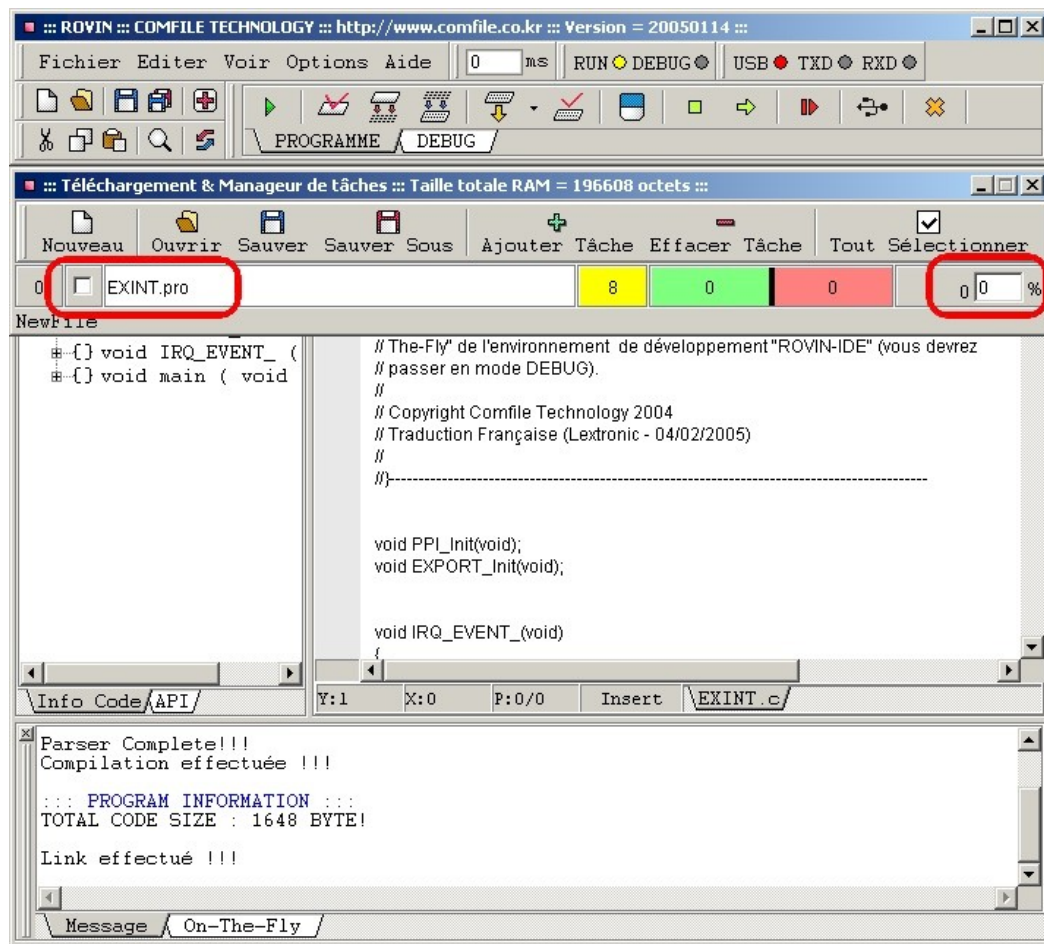 ::: ROVIN ::: COMFILE TECHNOLOGY ::: http://www.comfile.co.kr ::: Version = 20050114 :::
Fichier Editer Voir Options Aide 0 ms RUN DEBUG USB TXD RXD
PROGRAMME DEBUG
::: Téléchargement & Manageur de tâches ::: Taille totale RAM = 196608 octets :::
Nouveau Ouvrir Sauver Sauver Sous Ajouter Tâche Effacer Tâche Tout Sélectionner
0 EXINT.pro 8 0 0 0 0 %
NewFile
void IRQ_EVENT_ (
void main ( void
// The-Fly" de l'environnement de développement "ROVIN-IDE" (vous devrez
// passer en mode DEBUG).
//
// Copyright Comfile Technology 2004
// Traduction Française (Lextronic - 04/02/2005)
//
//}------------------------------------------------------------------------------------------
void PPI_Init(void);
void EXPORT_Init(void);
void IRQ_EVENT_(void)
{
Info Code API
Y:1 X:0 P:0/0 Insert EXINT.c
Parser Complete!!!
Compilation effectuée !!!
::: PROGRAM INFORMATION :::
TOTAL CODE SIZE : 1648 BYTE!
Link effectué !!!
Message On-The-Fly